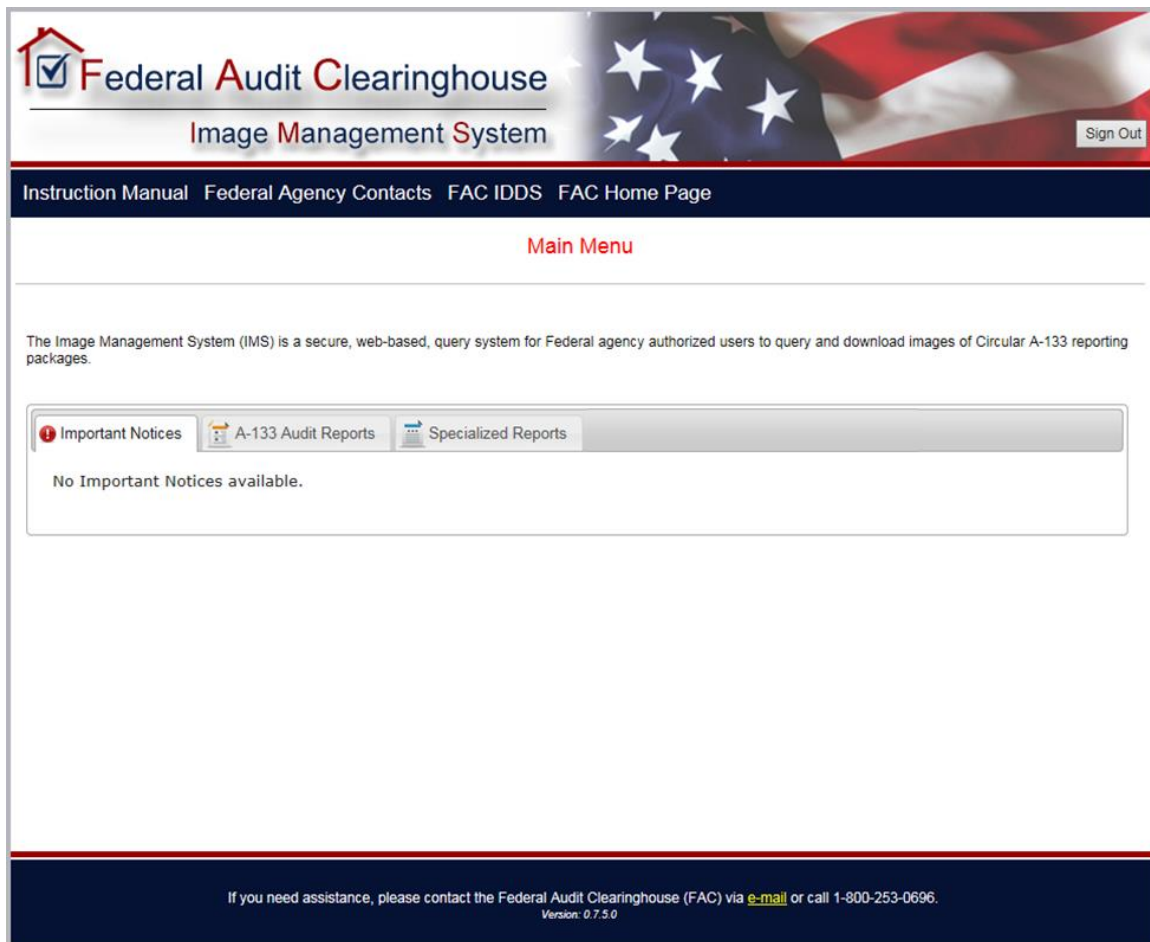 Federal Audit Clearinghouse
Image Management System
Sign Out
Instruction Manual Federal Agency Contacts FAC IDDS FAC Home Page
Main Menu
The Image Management System (IMS) is a secure, web-based, query system for Federal agency authorized users to query and download images of Circular A-133 reporting
packages.
Important Notices A-133 Audit Reports Specialized Reports
No Important Notices available.
If you need assistance, please contact the Federal Audit Clearinghouse (FAC) via e-mail or call 1-800-253-0696.
Version: 0.7.5.0